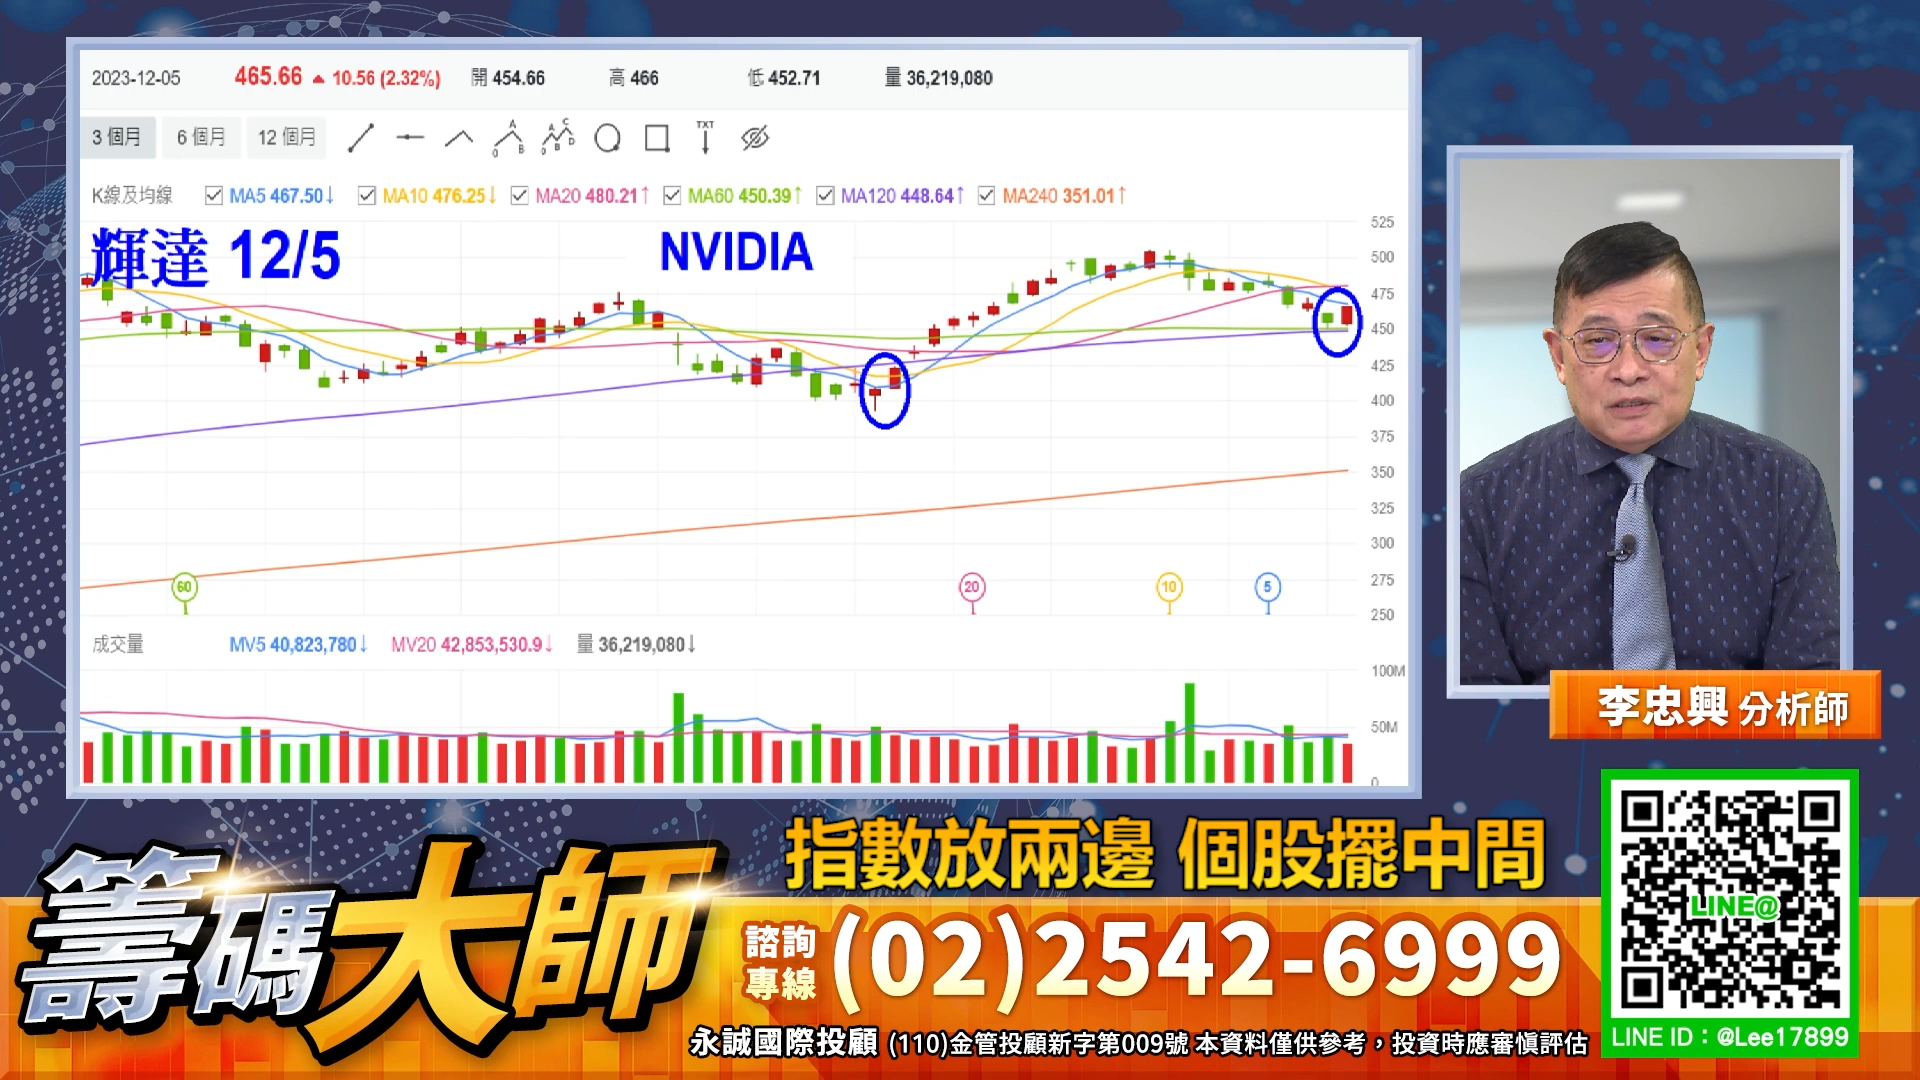 2023-12-05 465.66 ▲ 10.56 (2.32%) 開 454.66 高 466 低 452.71 量 36,219,080
3 個月 6 個月 12 個月 TXT
K線及均線 MA5 467.50↓ MA10 476.25↓ MA20 480.21↑ MA60 450.39↑ MA120 448.64↑ MA240 351.01↑
輝達 12/5 NVIDIA
525
500
475
450
425
400
375
350
325
300
275
250
60 20 10 5
成交量 MV5 40,823,780↓ MV20 42,853,530.9↓ 量 36,219,080↓
100M
50M
0
李忠興 分析師
指數放兩邊 個股擺中間
籌碼大師
諮詢專線 (02)2542-6999
永誠國際投顧 (110)金管投顧新字第009號 本資料僅供參考，投資時應審慎評估
LINE@
LINE ID：@Lee17899